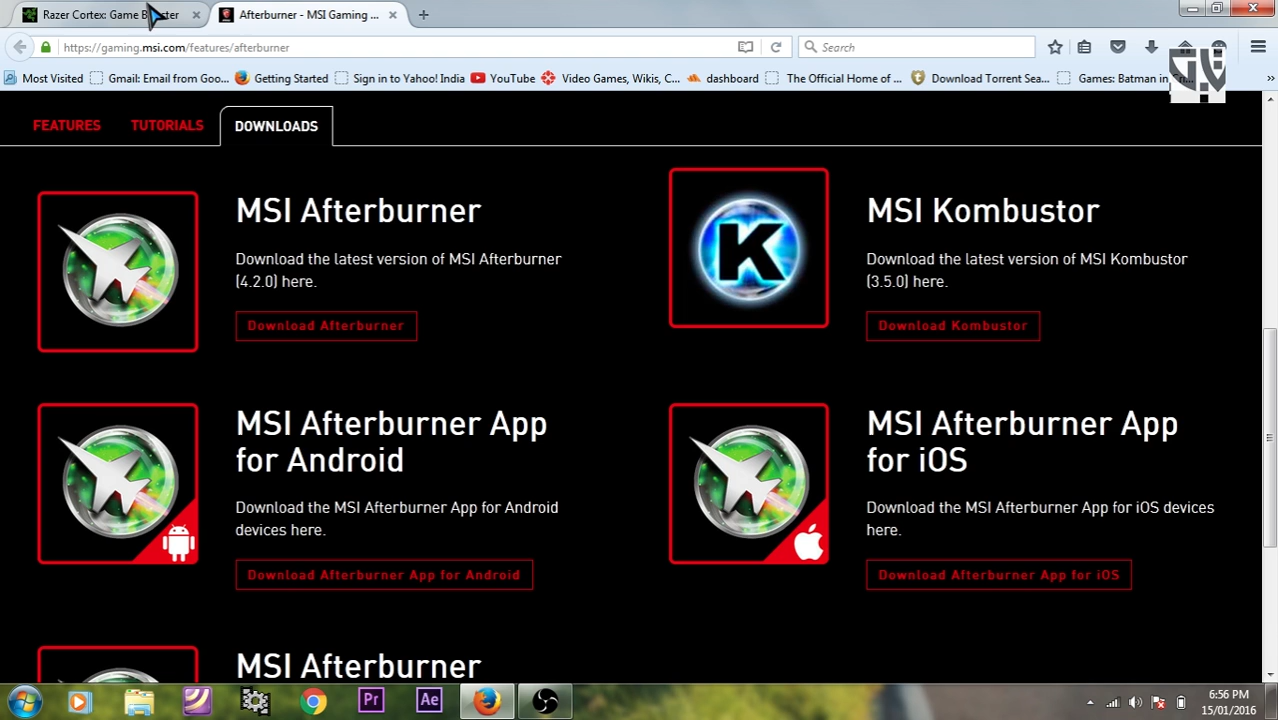 Razer Cortex: Game B ster
Afterburner - MSI Gaming ...
https://gaming.msi.com/features/afterburner
Search
Most Visited
Gmail: Email from Goo...
Getting Started
Sign in to Yahoo! India
YouTube
Video Games, Wikis, C...
dashboard
The Official Home of ...
Download Torrent Sea...
Games: Batman in
FEATURES
TUTORIALS
DOWNLOADS
MSI Afterburner
Download the latest version of MSI Afterburner
(4.2.0) here.
Download Afterburner
K
MSI Kombustor
Download the latest version of MSI Kombustor
(3.5.0) here.
Download Kombustor
MSI Afterburner App
for Android
Download the MSI Afterburner App for Android
devices here.
Download Afterburner App for Android
MSI Afterburner App
for iOS
Download the MSI Afterburner App for iOS devices
here.
Download Afterburner App for iOS
MSI Afterburner
Pr
Ae
6:56 PM
15/01/2016